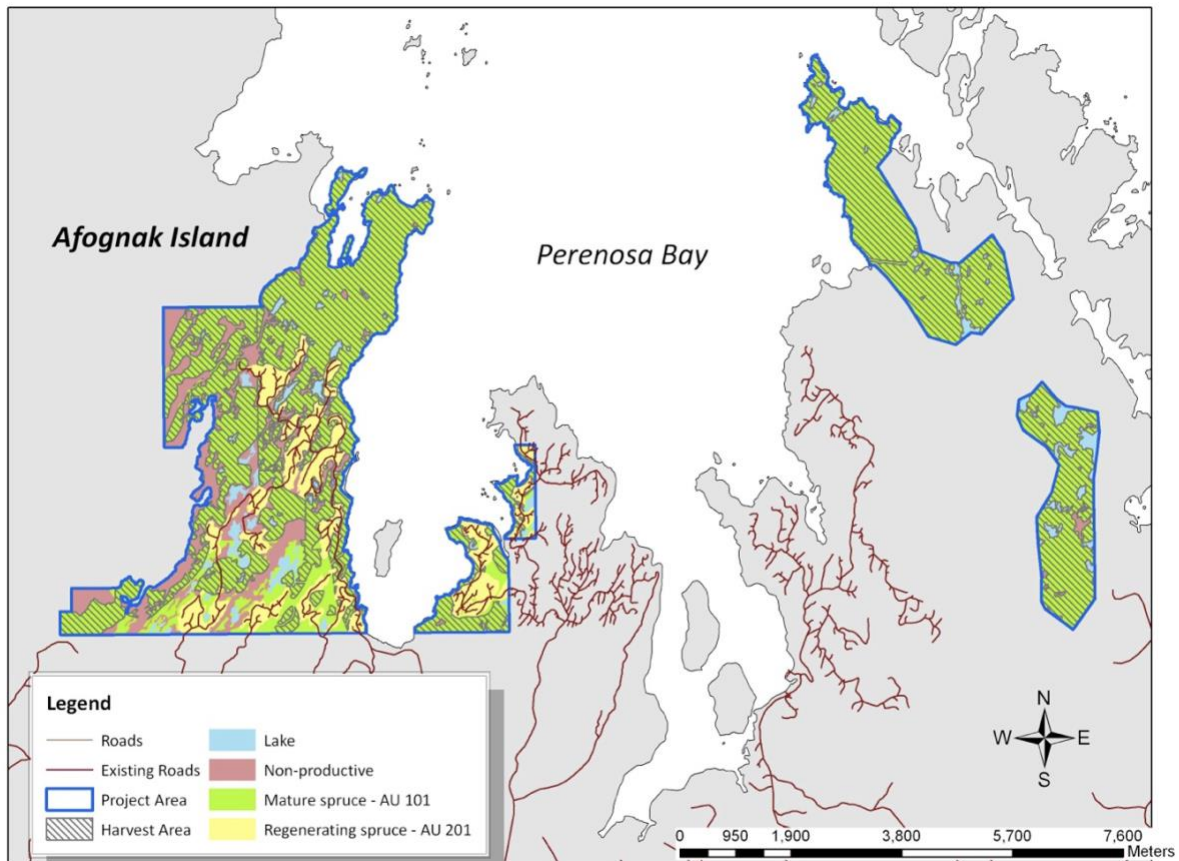 Afognak Island
Perenosa Bay
Legend
Roads
Existing Roads
Project Area
Harvest Area
Lake
Non-productive
Mature spruce - AU 101
Regenerating spruce - AU 201
N
W E
S
0 950 1,900 3,800 5,700 7,600
Meters